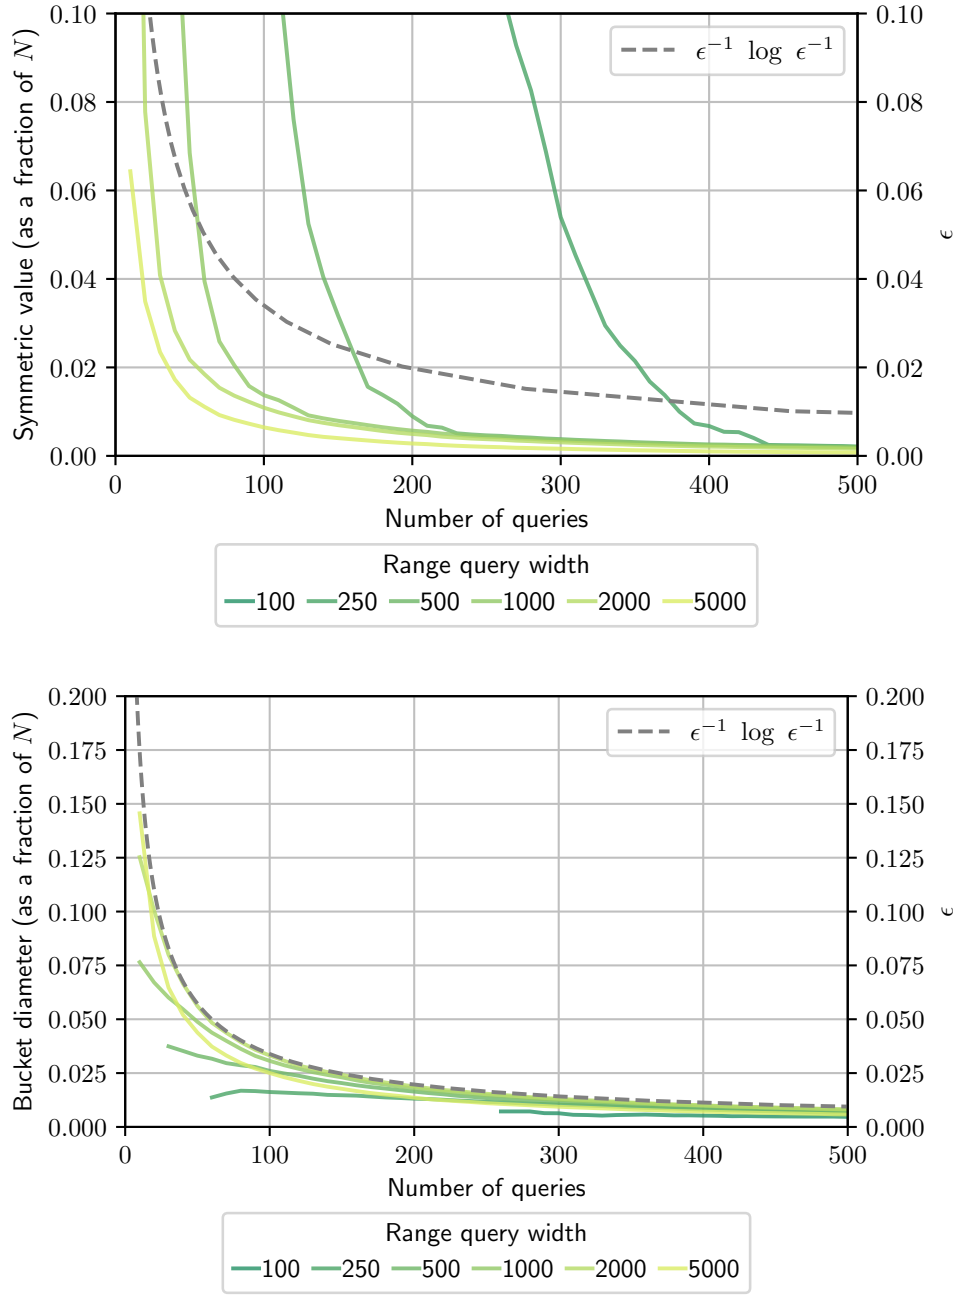 Symmetric value (as a fraction of N)
0.10
0.08
0.06
0.04
0.02
0.00
ϵ⁻¹ log ϵ⁻¹
0.10
0.08
0.06
0.04
0.02
0.00
ϵ
0 100 200 300 400 500
Number of queries
Range query width
100 250 500 1000 2000 5000
Bucket diameter (as a fraction of N)
0.200
0.175
0.150
0.125
0.100
0.075
0.050
0.025
0.000
ϵ⁻¹ log ϵ⁻¹
0.200
0.175
0.150
0.125
0.100
0.075
0.050
0.025
0.000
ϵ
0 100 200 300 400 500
Number of queries
Range query width
100 250 500 1000 2000 5000